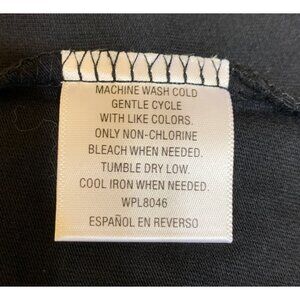 MACHINE WASH COLD
GENTLE CYCLE
WITH LIKE COLORS.
ONLY NON-CHLORINE
BLEACH WHEN NEEDED.
TUMBLE DRY LOW.
COOL IRON WHEN NEEDED.
WPL8046
ESPAÑOL EN REVERSO